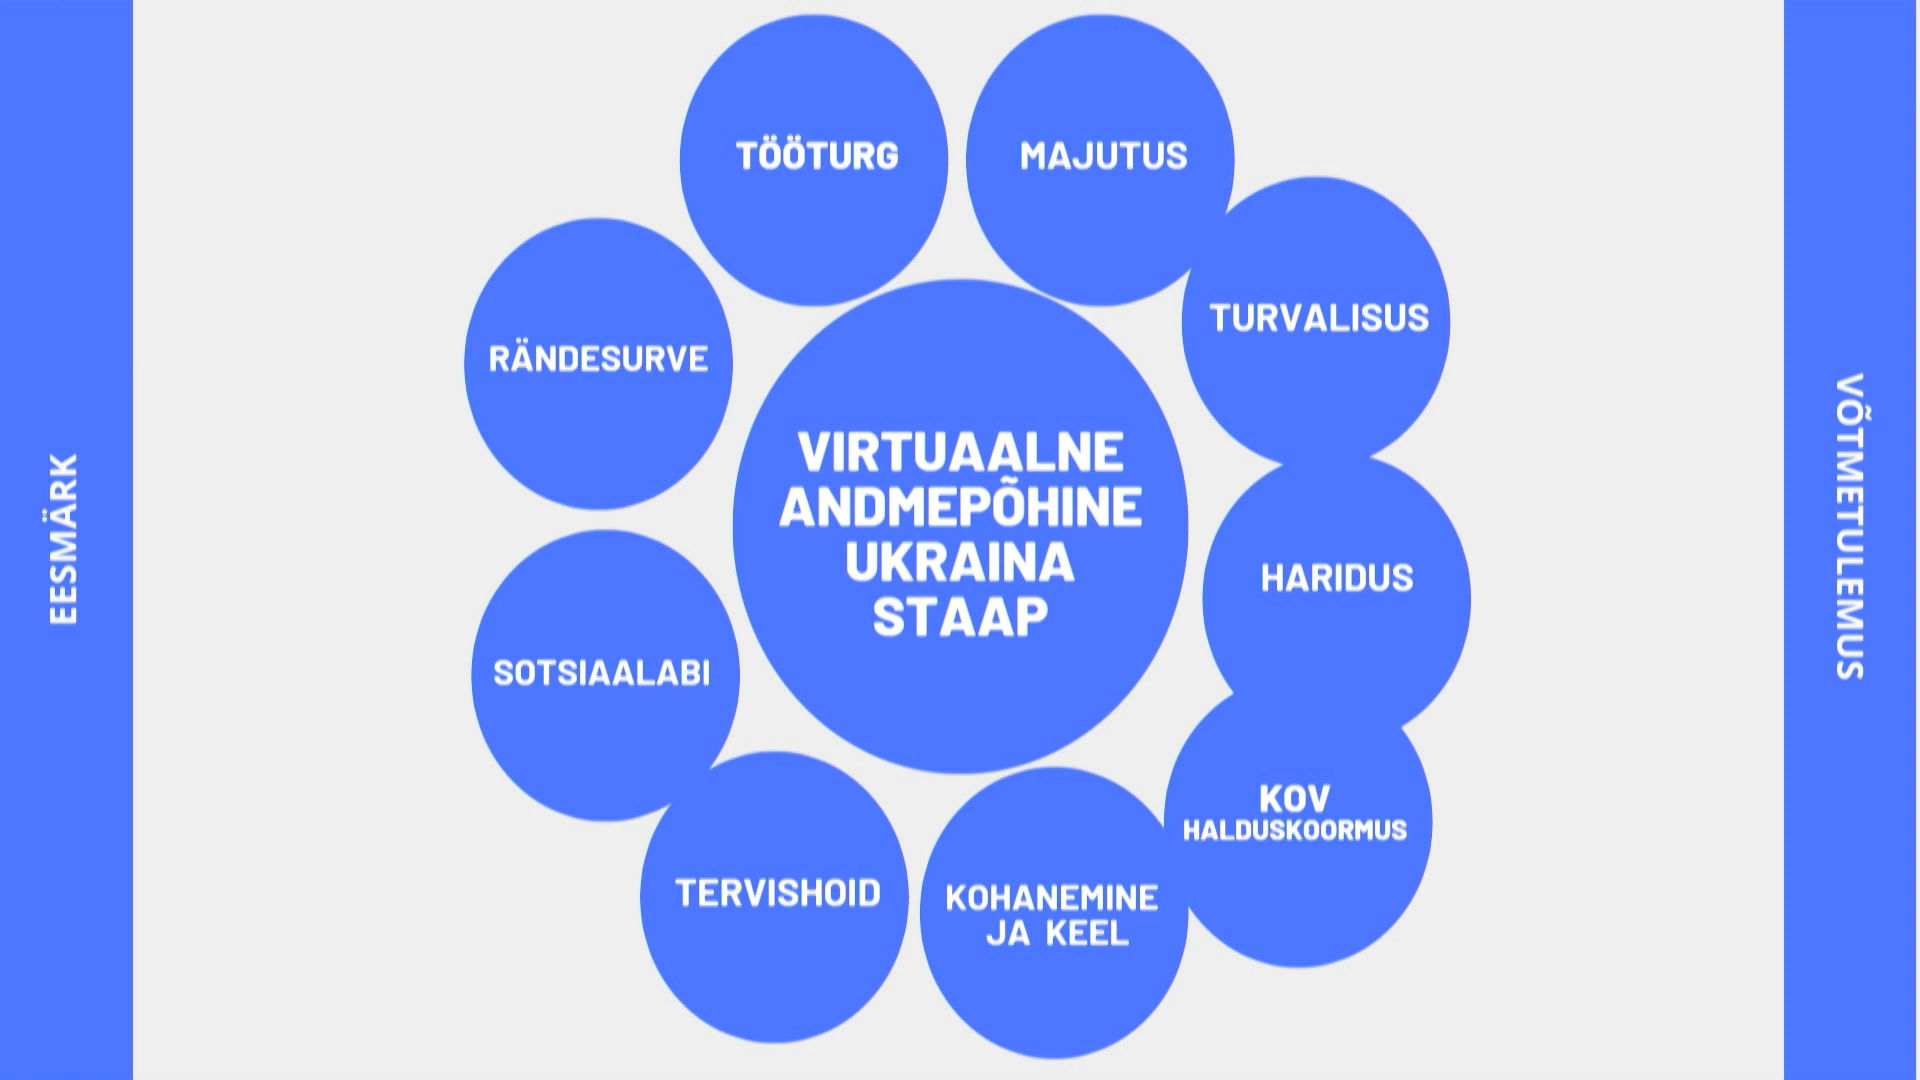 EESMÄRK
TÖÖTURG
MAJUTUS
TURVALISUS
RÄNDESURVE
VIRTUAALNE
ANDMEPÕHINE
UKRAINA
STAAP
HARIDUS
SOTSIAALABI
KOV
HALDUSKOORMUS
TERVISHOID
KOHANEMINE
JA KEEL
VÕTMETULEMUS